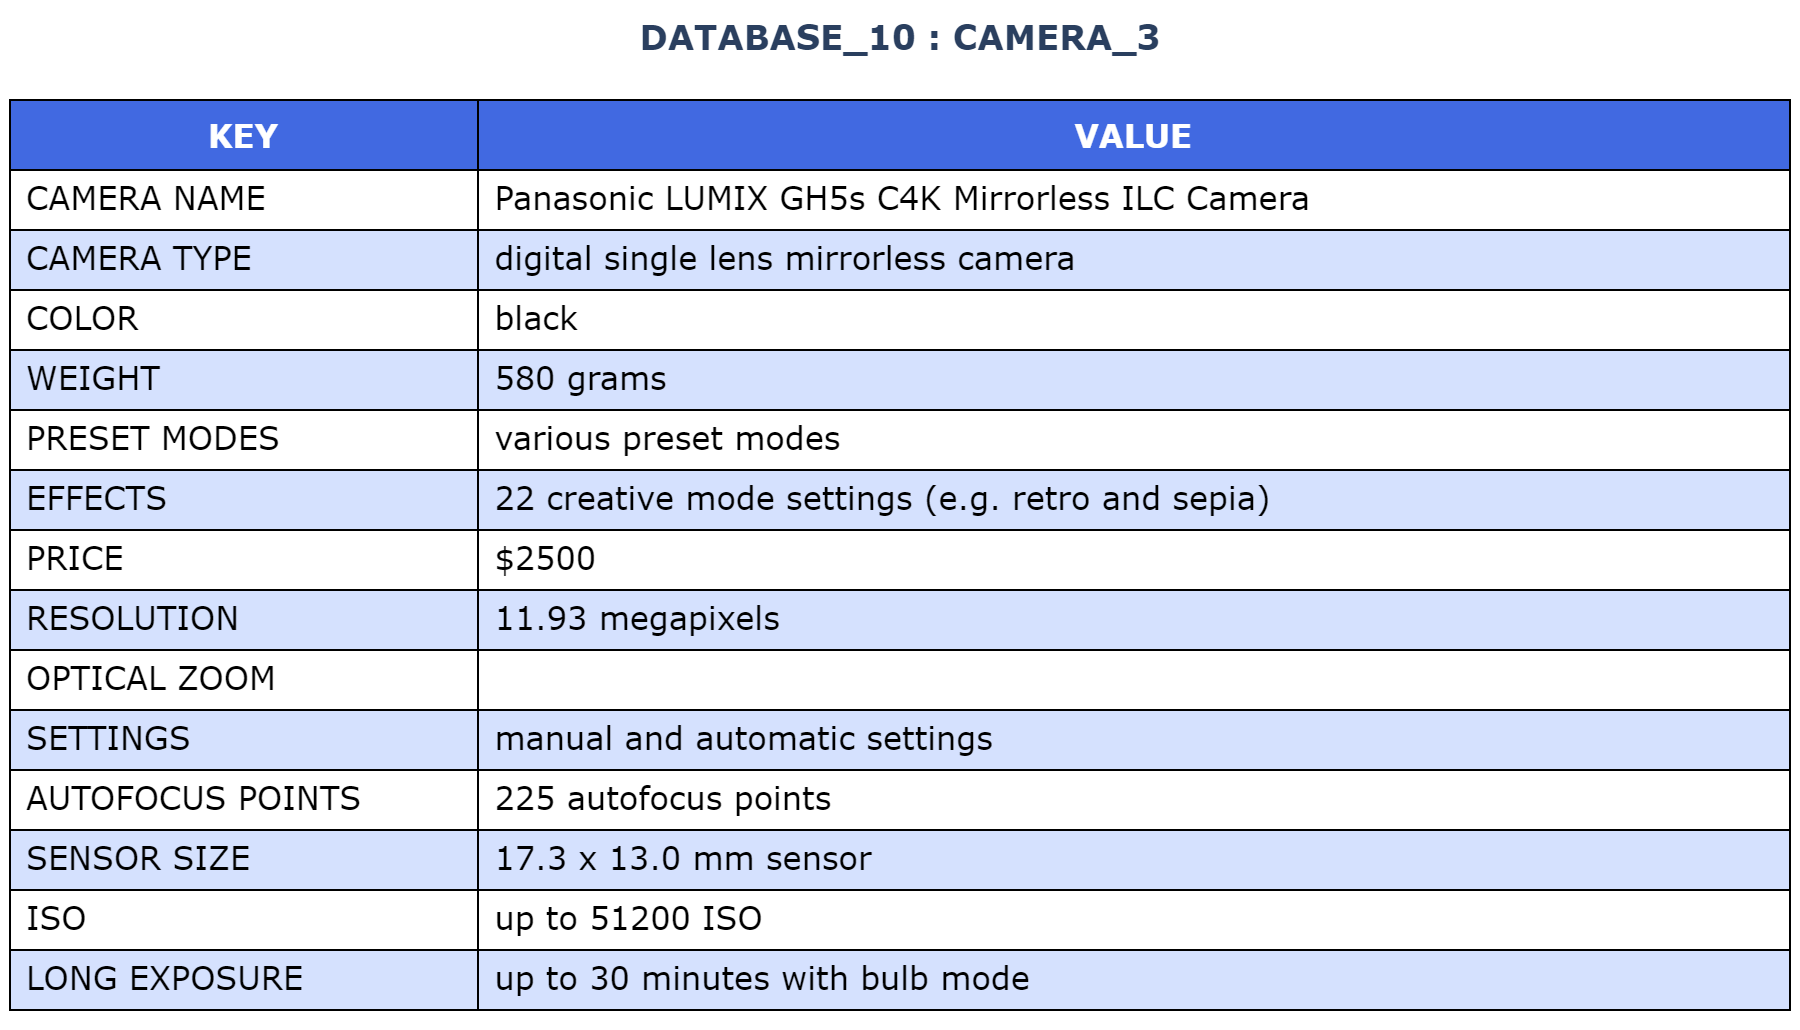 DATABASE_10 : CAMERA_3
KEY VALUE
CAMERA NAME Panasonic LUMIX GH5s C4K Mirrorless ILC Camera
CAMERA TYPE digital single lens mirrorless camera
COLOR black
WEIGHT 580 grams
PRESET MODES various preset modes
EFFECTS 22 creative mode settings (e.g. retro and sepia)
PRICE $2500
RESOLUTION 11.93 megapixels
OPTICAL ZOOM
SETTINGS manual and automatic settings
AUTOFOCUS POINTS 225 autofocus points
SENSOR SIZE 17.3 x 13.0 mm sensor
ISO up to 51200 ISO
LONG EXPOSURE up to 30 minutes with bulb mode